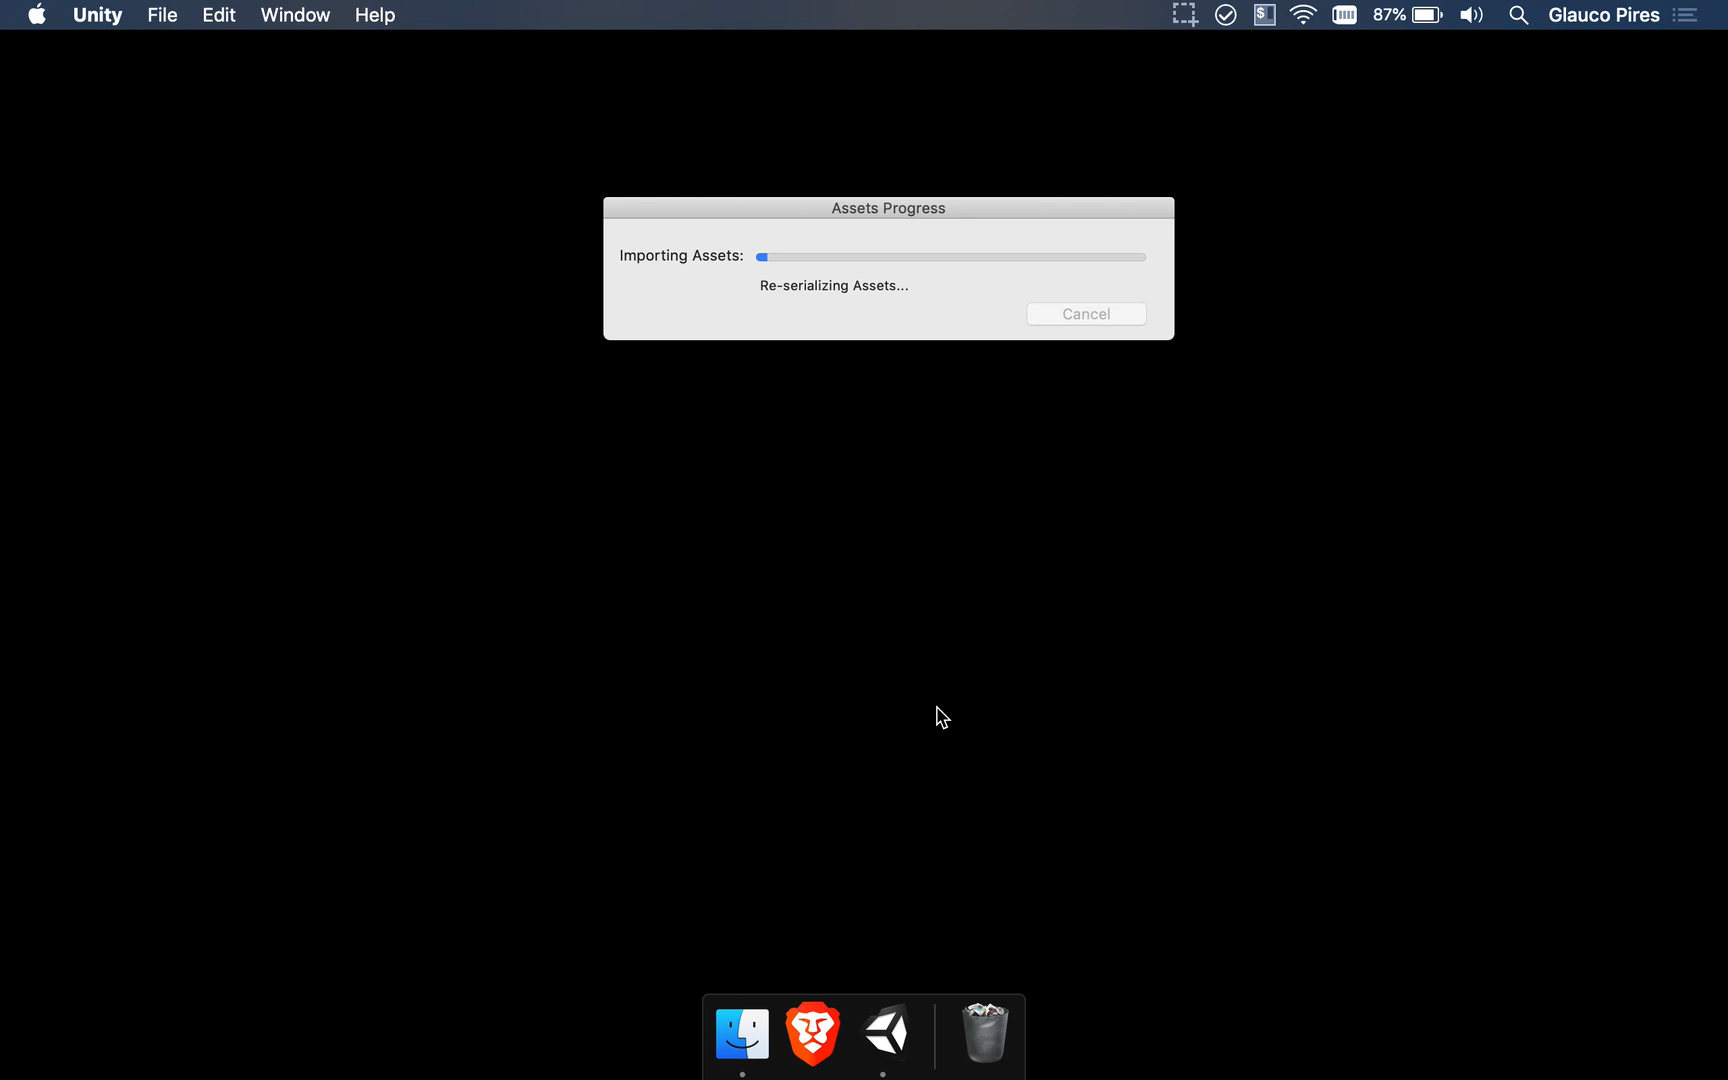 Unity File Edit Window Help $ 87% Glauco Pires
Assets Progress
Importing Assets:
Re-serializing Assets...
Cancel